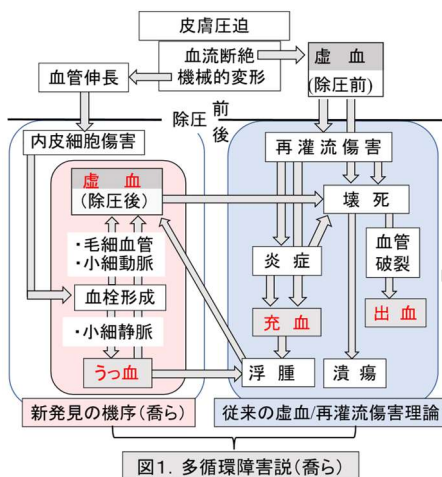 皮膚圧迫
血流断絶
機械的変形
虚 血
(除圧前)
血管伸長
除圧
前
後
内皮細胞傷害
再灌流傷害
虚 血
(除圧後)
壊 死
・毛細血管
・小細動脈
炎 症
血管
破裂
血栓形成
・小細静脈
充 血
出 血
うっ血
浮 腫
潰 瘍
新発見の機序(喬ら)
従来の虚血/再灌流傷害理論
図1. 多循環障害説(喬ら)